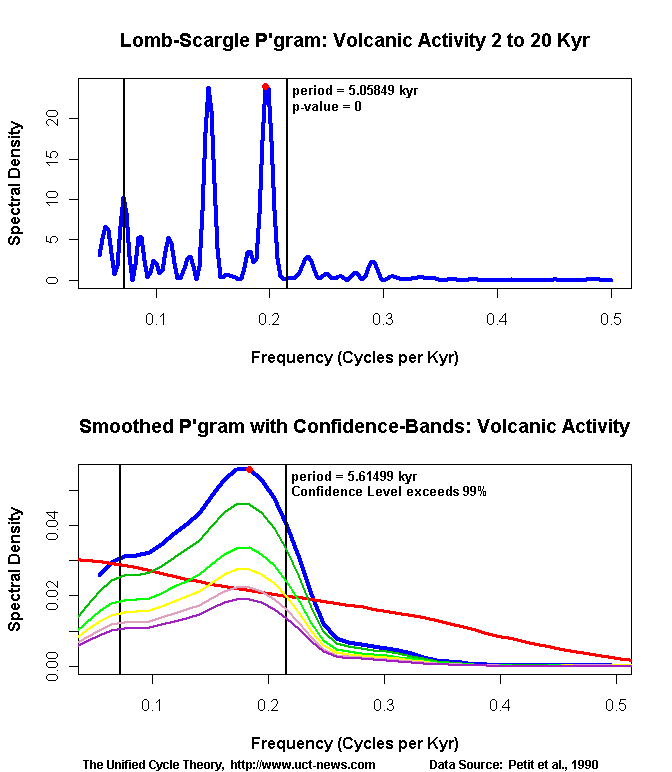 Lomb-Scargle P'gram: Volcanic Activity 2 to 20 Kyr
period = 5.05849 kyr
p-value = 0
Spectral Density
20
15
10
5
0
0.1 0.2 0.3 0.4 0.5
Frequency (Cycles per Kyr)
Smoothed P'gram with Confidence-Bands: Volcanic Activity
period = 5.61499 kyr
Confidence Level exceeds 99%
Spectral Density
0.04
0.02
0.00
0.1 0.2 0.3 0.4 0.5
Frequency (Cycles per Kyr)
The Unified Cycle Theory, http://www.uct-news.com Data Source: Petit et al., 1990